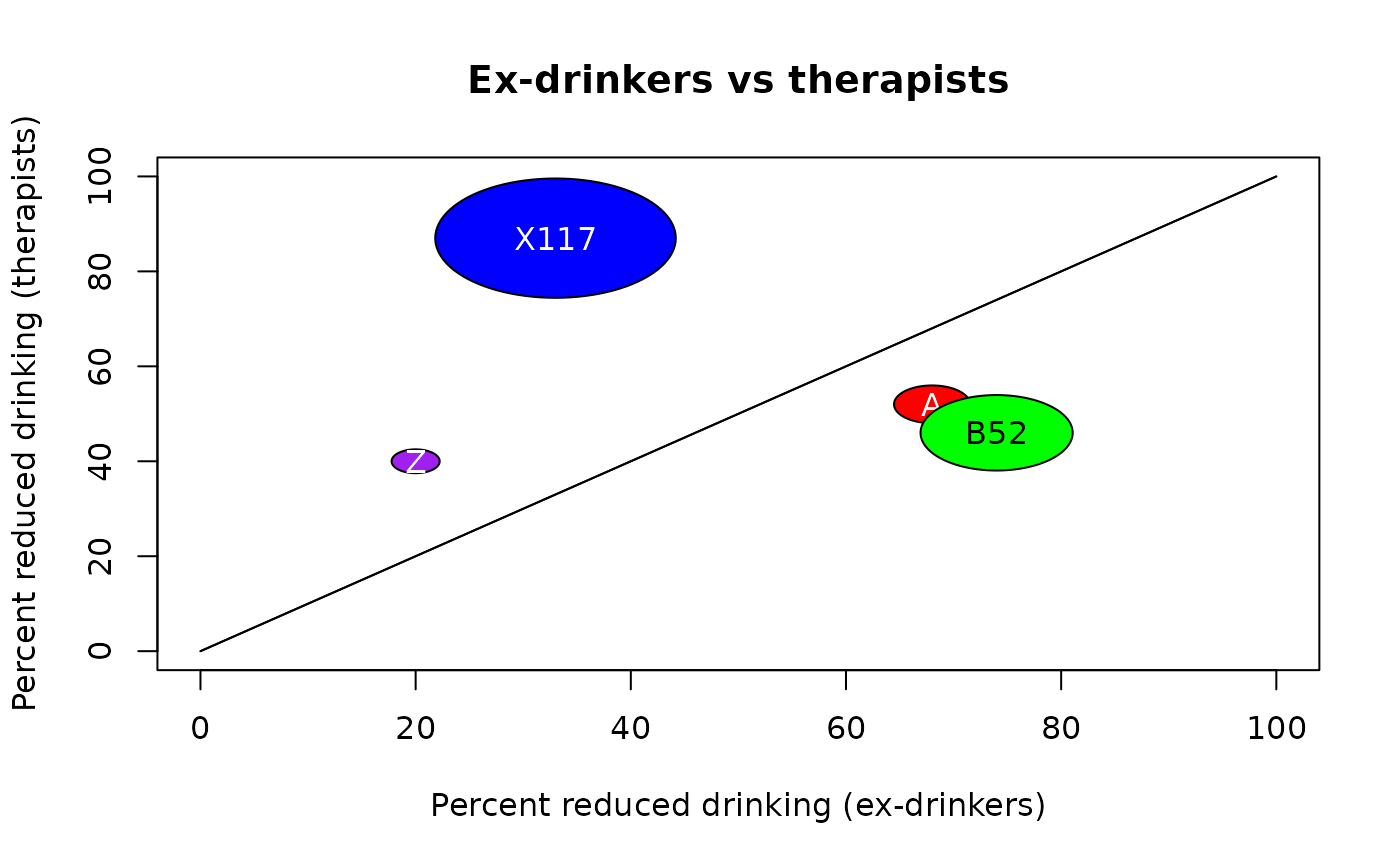 Ex-drinkers vs therapists
Percent reduced drinking (therapists)
100
80
60
40
20
0
X117
A
B52
Z
0 20 40 60 80 100
Percent reduced drinking (ex-drinkers)